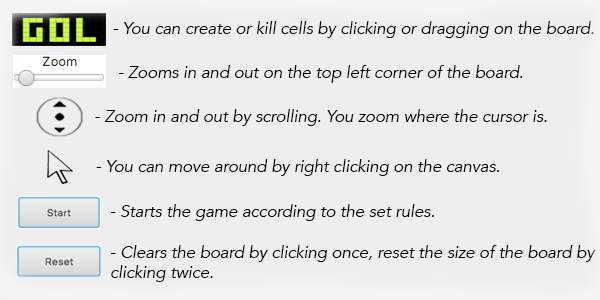 GOL - You can create or kill cells by clicking or dragging on the board.
Zoom
- Zooms in and out on the top left corner of the board.
- Zoom in and out by scrolling. You zoom where the cursor is.
- You can move around by right clicking on the canvas.
Start - Starts the game according to the set rules.
Reset - Clears the board by clicking once, reset the size of the board by
clicking twice.